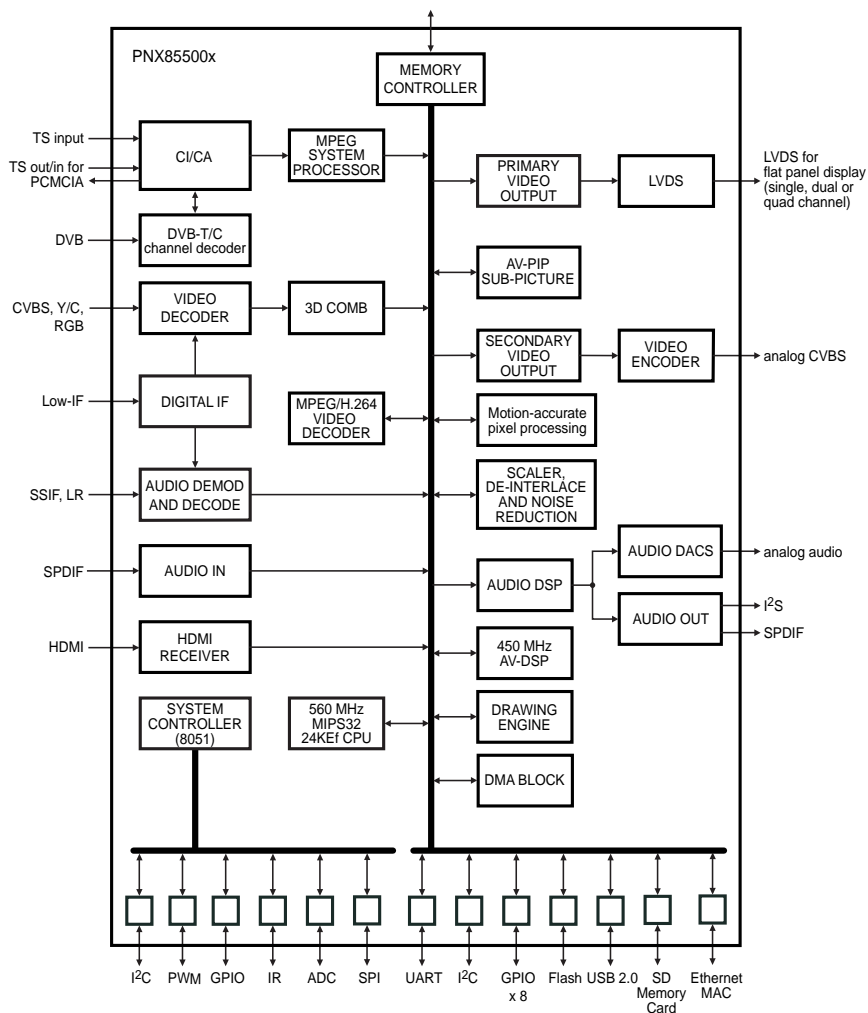 PNX85500x
MEMORY
CONTROLLER
TS input
TS out/in for
PCMCIA
CI/CA
MPEG
SYSTEM
PROCESSOR
PRIMARY
VIDEO
OUTPUT
LVDS
LVDS for
flat panel display
(single, dual or
quad channel)
DVB
DVB-T/C
channel decoder
AV-PIP
SUB-PICTURE
CVBS, Y/C,
RGB
VIDEO
DECODER
3D COMB
SECONDARY
VIDEO
OUTPUT
VIDEO
ENCODER
analog CVBS
Low-IF
DIGITAL IF
MPEG/H.264
VIDEO
DECODER
Motion-accurate
pixel processing
SSIF, LR
AUDIO DEMOD
AND DECODE
SCALER,
DE-INTERLACE
AND NOISE
REDUCTION
SPDIF
AUDIO IN
AUDIO DSP
AUDIO DACS
analog audio
AUDIO OUT
I²S
SPDIF
HDMI
HDMI
RECEIVER
450 MHz
AV-DSP
SYSTEM
CONTROLLER
(8051)
560 MHz
MIPS32
24KEf CPU
DRAWING
ENGINE
DMA BLOCK
I²C
PWM
GPIO
IR
ADC
SPI
UART
I²C
GPIO
x 8
Flash
USB 2.0
SD
Memory
Card
Ethernet
MAC